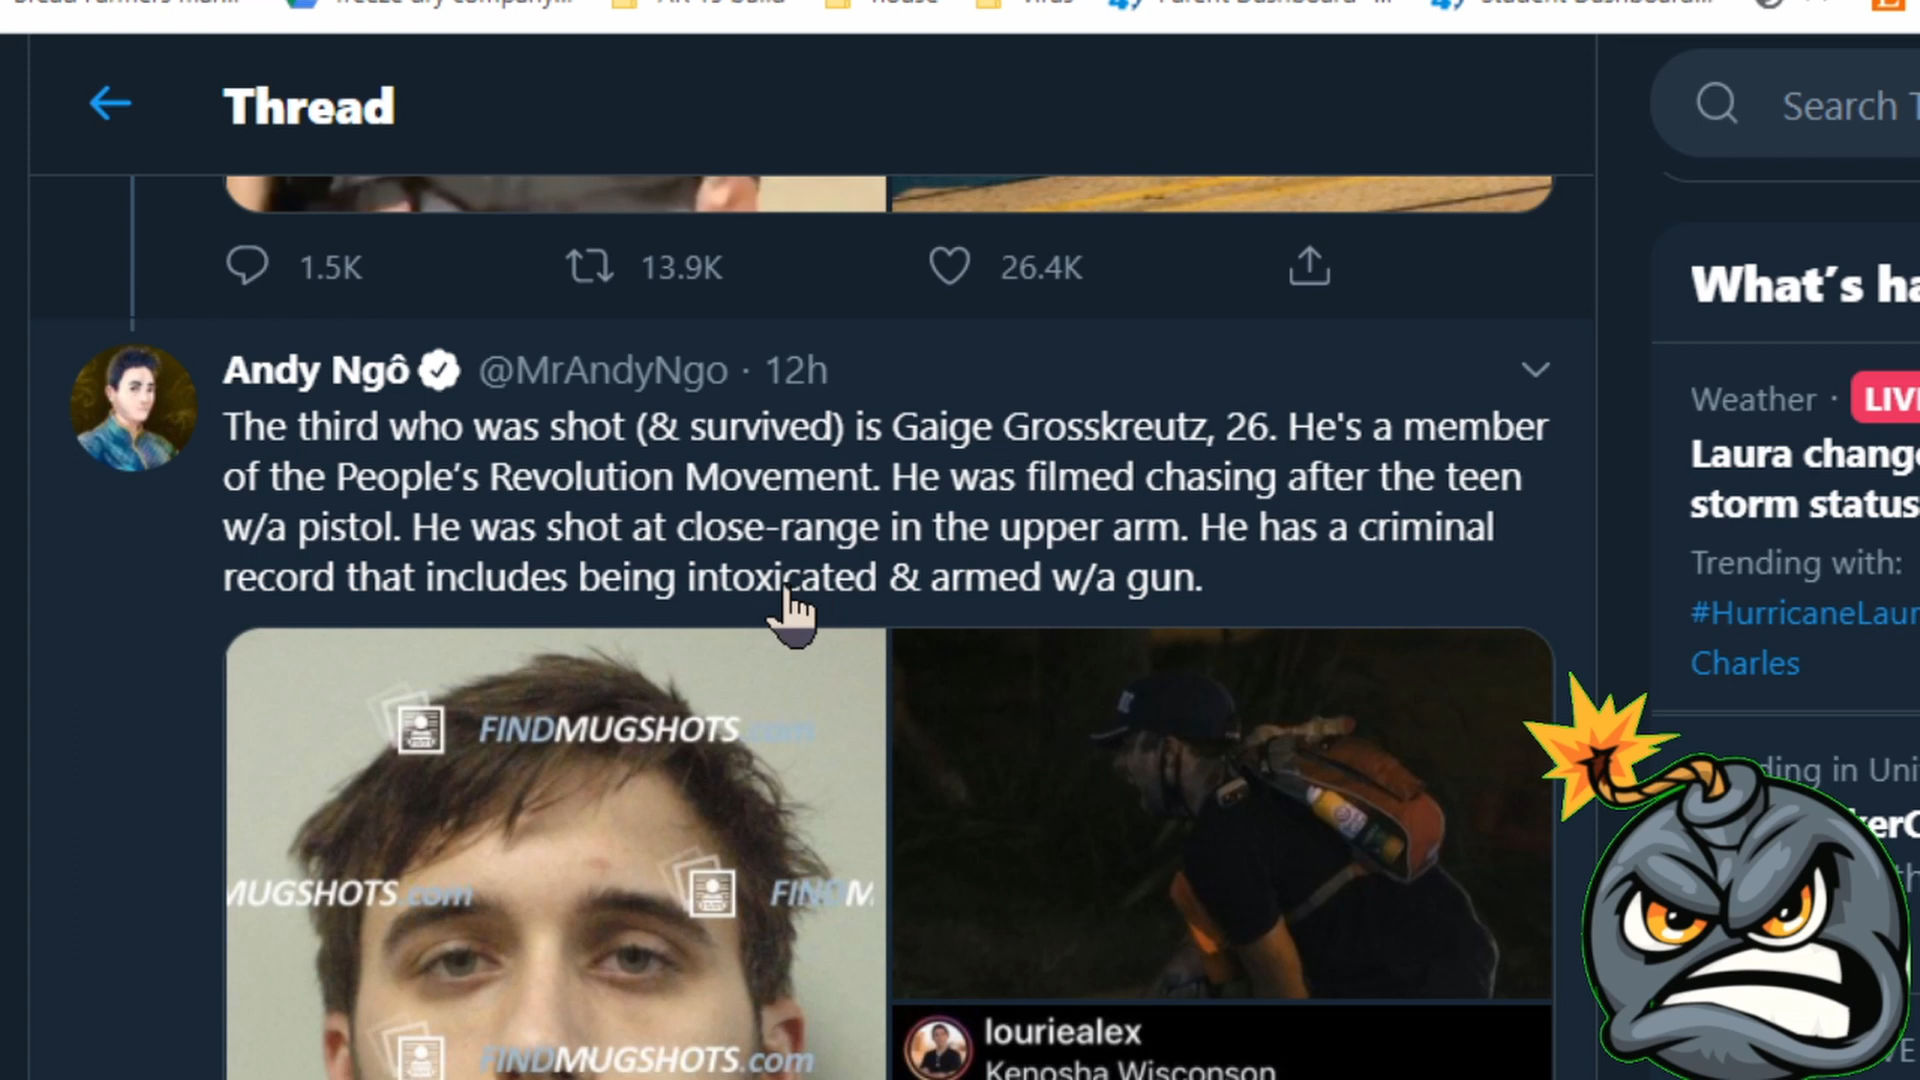 Thread
Search T
1.5K
13.9K
26.4K
What's ha
Andy Ngô @MrAndyNgo · 12h
The third who was shot (& survived) is Gaige Grosskreutz, 26. He's a member
of the People's Revolution Movement. He was filmed chasing after the teen
w/a pistol. He was shot at close-range in the upper arm. He has a criminal
record that includes being intoxicated & armed w/a gun.
Weather · LIV
Laura chang
storm status
Trending with:
#HurricaneLaur
Charles
FINDMUGSHOTS.com
MUGSHOTS.com
FINDM
FINDMUGSHOTS.com
ding in Uni
louriealex
Kenosha Wisconson